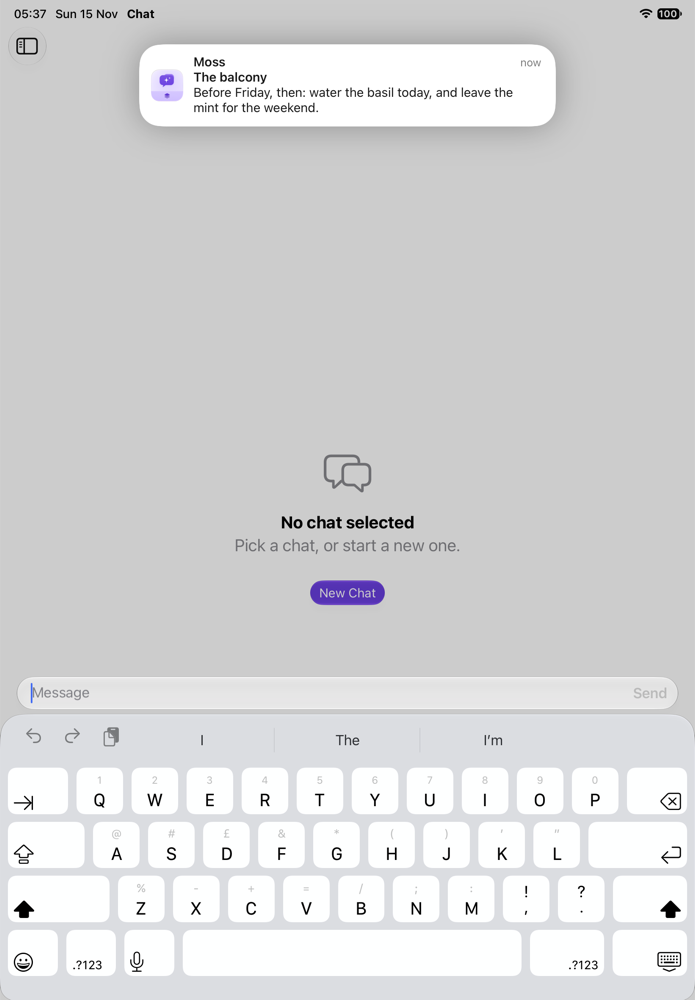 05:37 Sun 15 Nov Chat 100
Moss now
The balcony
Before Friday, then: water the basil today, and leave the
mint for the weekend.
No chat selected
Pick a chat, or start a new one.
New Chat
Message Send
I The I’m
1 2 3 4 5 6 7 8 9 0
Q W E R T Y U I O P
@ # £ & * ( ) ' "
A S D F G H J K L
% - + = / ; : ! ?
Z X C V B N M , .
.?123 .?123